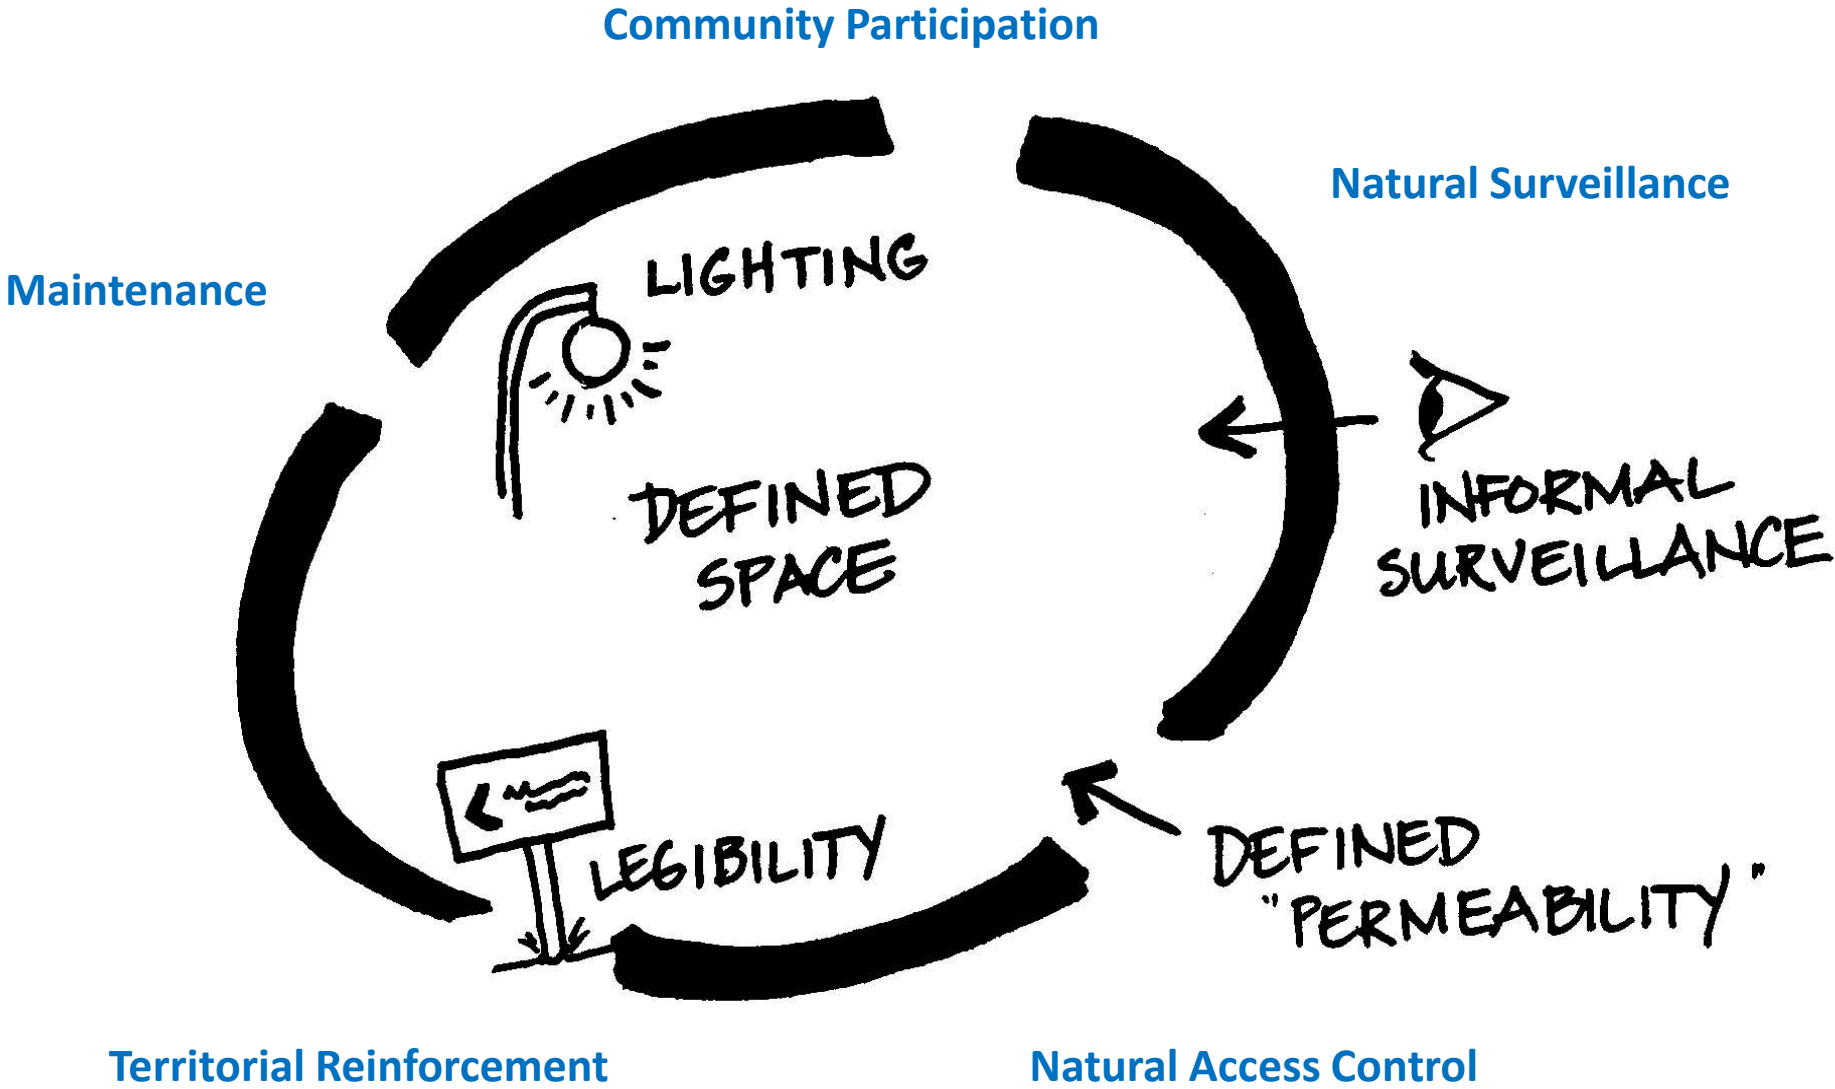 Community Participation
Natural Surveillance
Maintenance
LIGHTING
DEFINED
SPACE
INFORMAL
SURVEILLANCE
LEGIBILITY
DEFINED
"PERMEABILITY"
Territorial Reinforcement
Natural Access Control